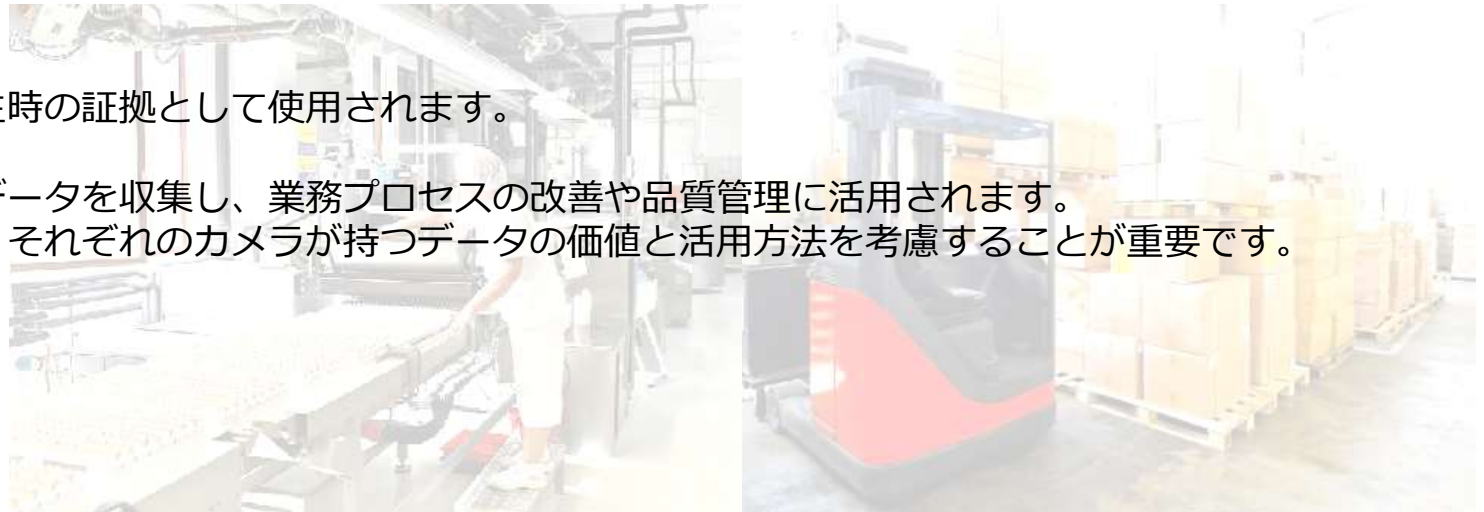 時の証拠として使用されます。
ータを収集し、業務プロセスの改善や品質管理に活用されます。
それぞれのカメラが持つデータの価値と活用方法を考慮することが重要です。